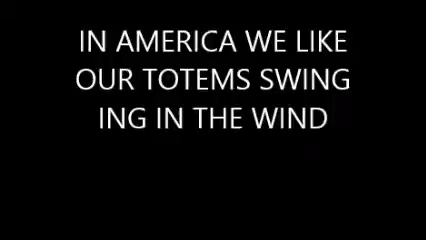 IN AMERICA WE LIKE
OUR TOTEMS SWING
ING IN THE WIND